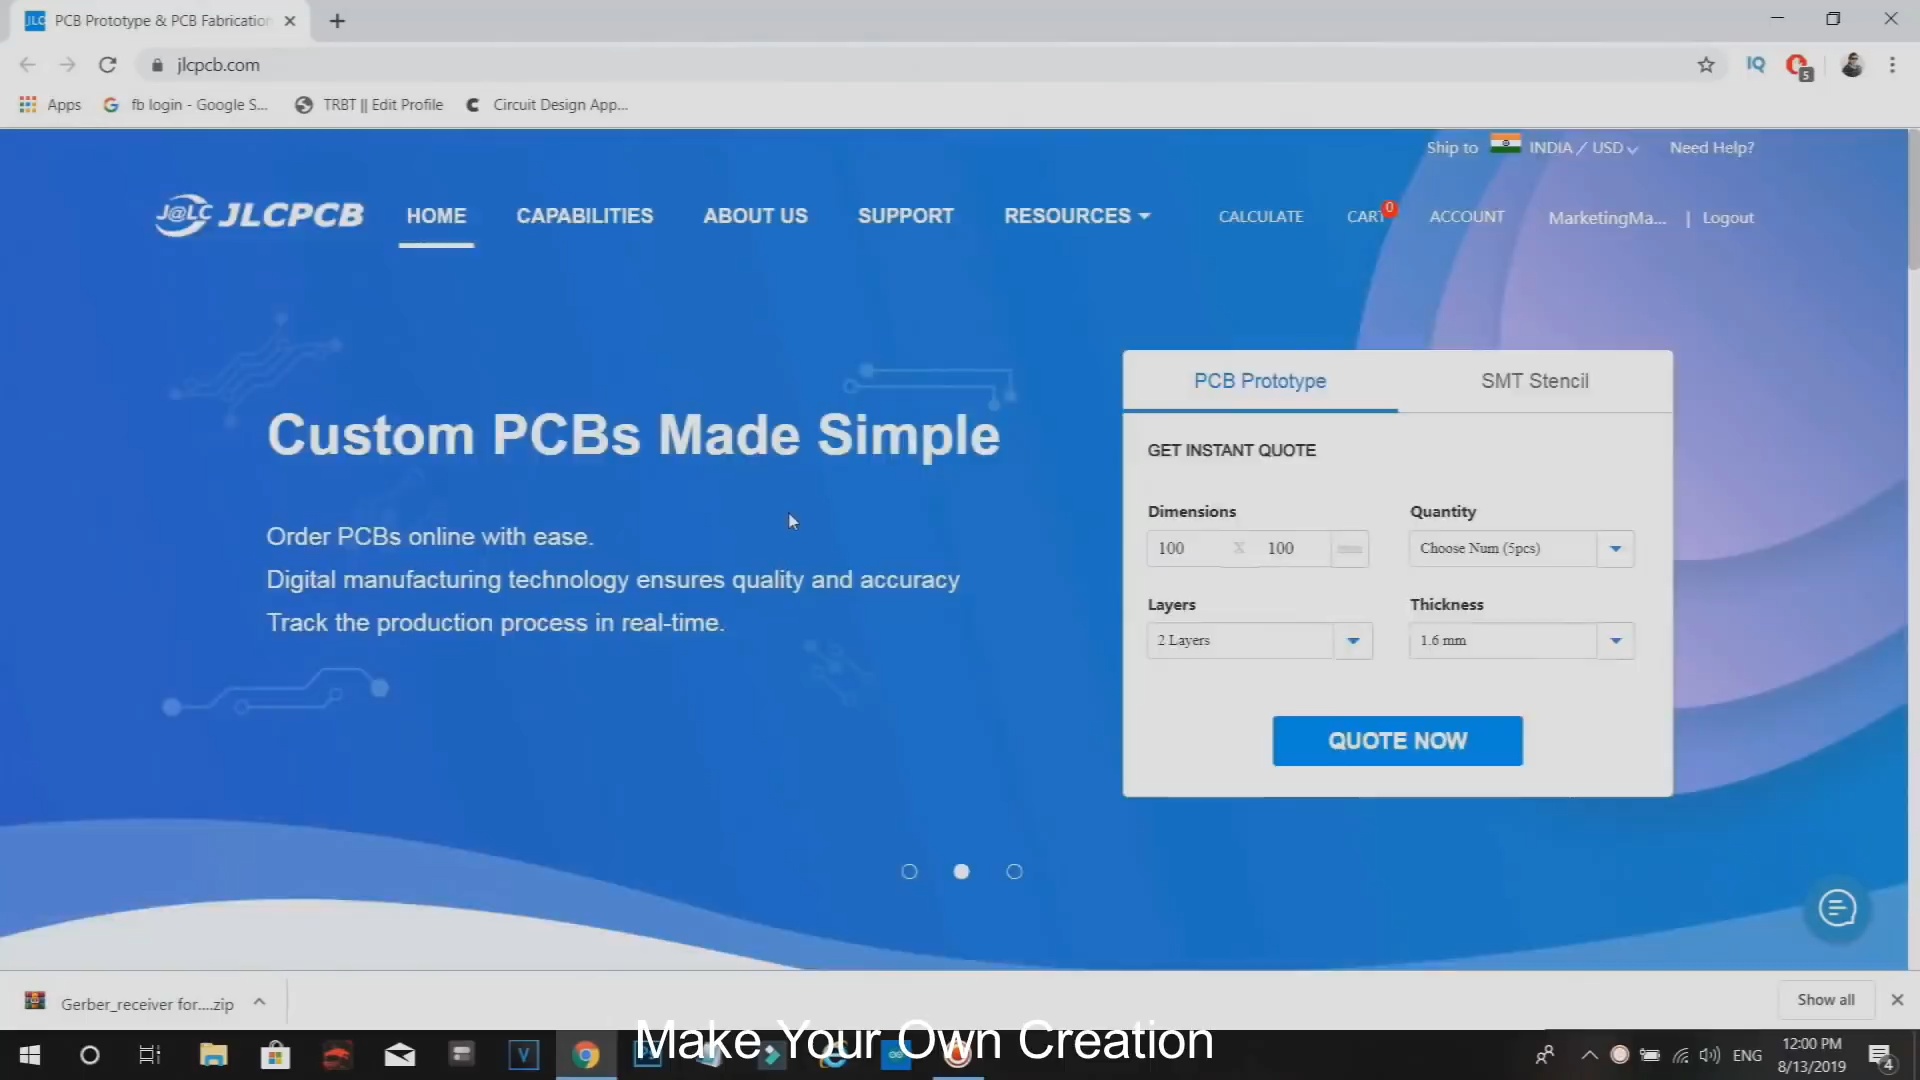 PCB Prototype & PCB Fabrication
jlcpcb.com
IQ
5
Apps
fb login - Google S...
TRBT || Edit Profile
Circuit Design App...
Ship to INDIA / USD
Need Help?
J@LC JLCPCB
HOME
CAPABILITIES
ABOUT US
SUPPORT
RESOURCES
CALCULATE
CART
0
ACCOUNT
MarketingMa...
| Logout
PCB Prototype
SMT Stencil
Custom PCBs Made Simple
GET INSTANT QUOTE
Order PCBs online with ease.
Digital manufacturing technology ensures quality and accuracy
Track the production process in real-time.
Dimensions
Quantity
100 X 100
Choose Num (5pcs)
Layers
Thickness
2 Layers
1.6 mm
QUOTE NOW
Gerber_receiver for....zip
Show all
Make Your Own Creation
ENG
12:00 PM
8/13/2019
4